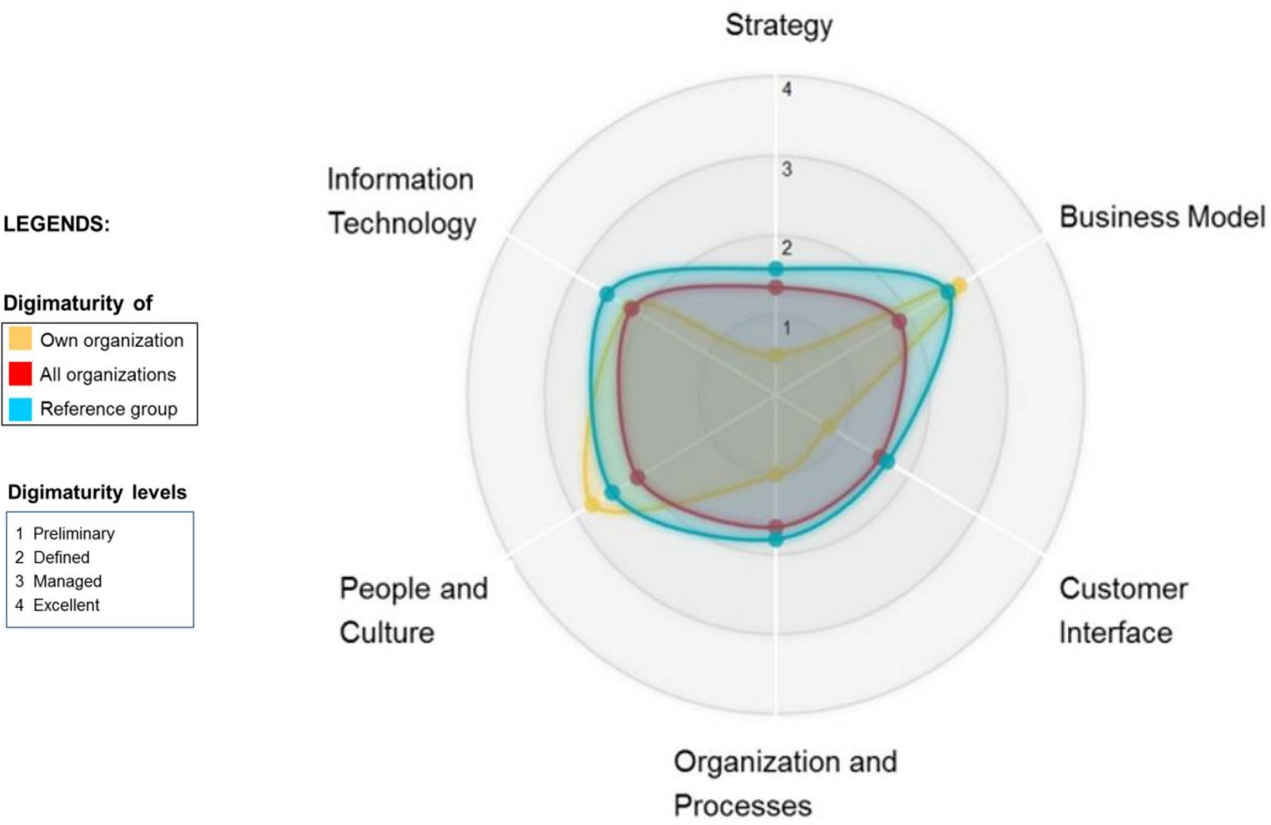 Strategy
4
3
2
1
Information
Technology
Business Model
LEGENDS:
Digimaturity of
Own organization
All organizations
Reference group
Digimaturity levels
1 Preliminary
2 Defined
3 Managed
4 Excellent
People and
Culture
Customer
Interface
Organization and
Processes